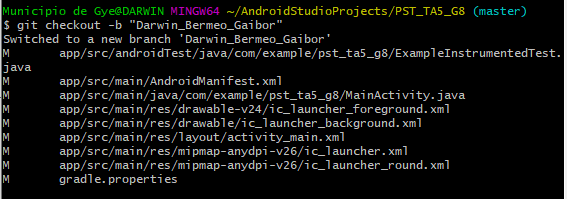 Municipio de Gye@DARWIN MINGW64 ~/AndroidStudioProjects/PST_TA5_G8 (master)
$ git checkout -b "Darwin_Bermeo_Gaibor"
Switched to a new branch 'Darwin_Bermeo_Gaibor'
M       app/src/androidTest/java/com/example/pst_ta5_g8/ExampleInstrumentedTest.
java
M       app/src/main/AndroidManifest.xml
M       app/src/main/java/com/example/pst_ta5_g8/MainActivity.java
M       app/src/main/res/drawable-v24/ic_launcher_foreground.xml
M       app/src/main/res/drawable/ic_launcher_background.xml
M       app/src/main/res/layout/activity_main.xml
M       app/src/main/res/mipmap-anydpi-v26/ic_launcher.xml
M       app/src/main/res/mipmap-anydpi-v26/ic_launcher_round.xml
M       gradle.properties